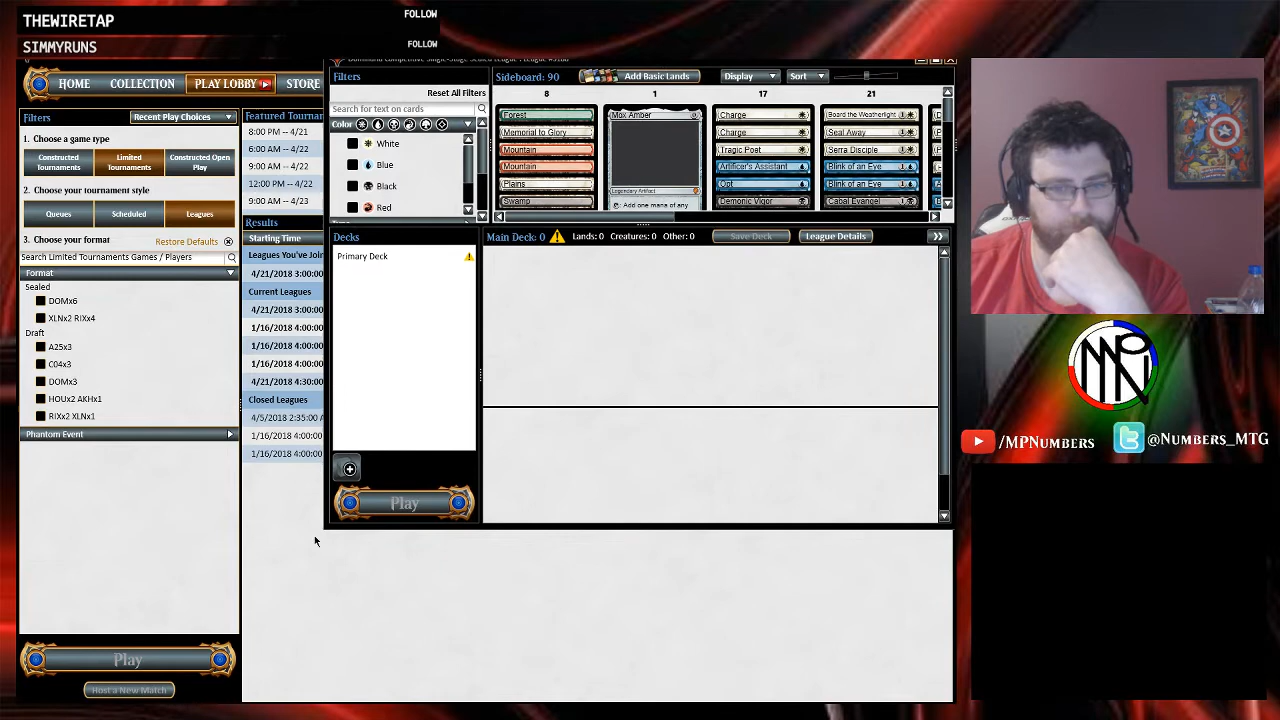 THEWIRETAP FOLLOW
SIMMYRUNS FOLLOW
HOME COLLECTION PLAY LOBBY STORE
Filters Recent Play Choices
1. Choose a game type
Constructed Tournaments
Limited Tournaments
Constructed Open Play
2. Choose your tournament style
Queues Scheduled Leagues
3. Choose your format Restore Defaults
Search Limited Tournaments Games / Players
Format
Sealed
DOMx6
XLNx2 RIXx4
Draft
A25x3
C04x3
DOMx3
HOUx2 AKHx1
RIXx2 XLNx1
Phantom Event
Play
Host a New Match
Featured Tournam
8:00 PM -- 4/21
6:00 AM -- 4/22
9:00 AM -- 4/22
12:00 PM -- 4/22
9:00 AM -- 4/23
Results
Starting Time
Leagues You've Join
4/21/2018 3:00:00
Current Leagues
4/21/2018 3:00:00
1/16/2018 4:00:00
1/16/2018 4:00:00
1/16/2018 4:00:00
4/21/2018 4:30:00
Closed Leagues
4/5/2018 2:35:00
1/16/2018 4:00:00
1/16/2018 4:00:00
Filters
Reset All Filters
Search for text on cards
Color
White
Blue
Black
Red
Sideboard: 90 Add Basic Lands Display Sort
8 1 17 21
Forest
Memorial to Glory
Mountain
Mountain
Plains
Swamp
Mox Amber
Legendary Artifact
: Add one mana of any
Charge
Charge
Tragic Poet
Artificer's Assistant
Opt
Demonic Vigor
Board the Weatherlight
Seal Away
Serra Disciple
Blink of an Eye
Blink of an Eye
Cabal Evangel
Decks
Primary Deck
Play
Main Deck: 0 Lands: 0 Creatures: 0 Other: 0 Save Deck League Details
MPN
/MPNUMBERS @NUMBERS_MTG